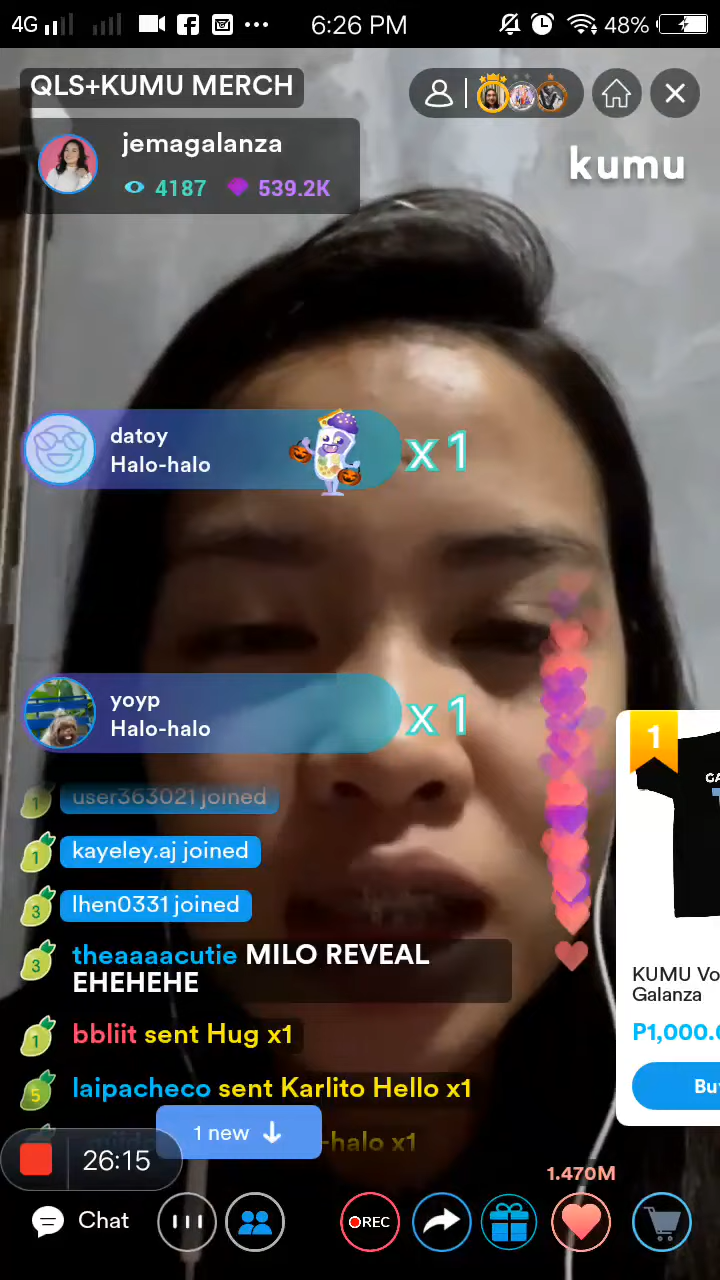 4G 6:26 PM 48%
QLS+KUMU MERCH
jemagalanza
4187 539.2K
kumu
datoy
Halo-halo
x 1
yoyp
Halo-halo
x 1
1 user363021 joined
1 kayeley.aj joined
3 lhen0331 joined
3 theaaaacutie MILO REVEAL
EHEHEHE
1 bbliit sent Hug x1
5 laipacheco sent Karlito Hello x1
-halo x1
1 new
26:15
1
GA
KUMU Vo
Galanza
P1,000.
Bu
1.470M
Chat
REC